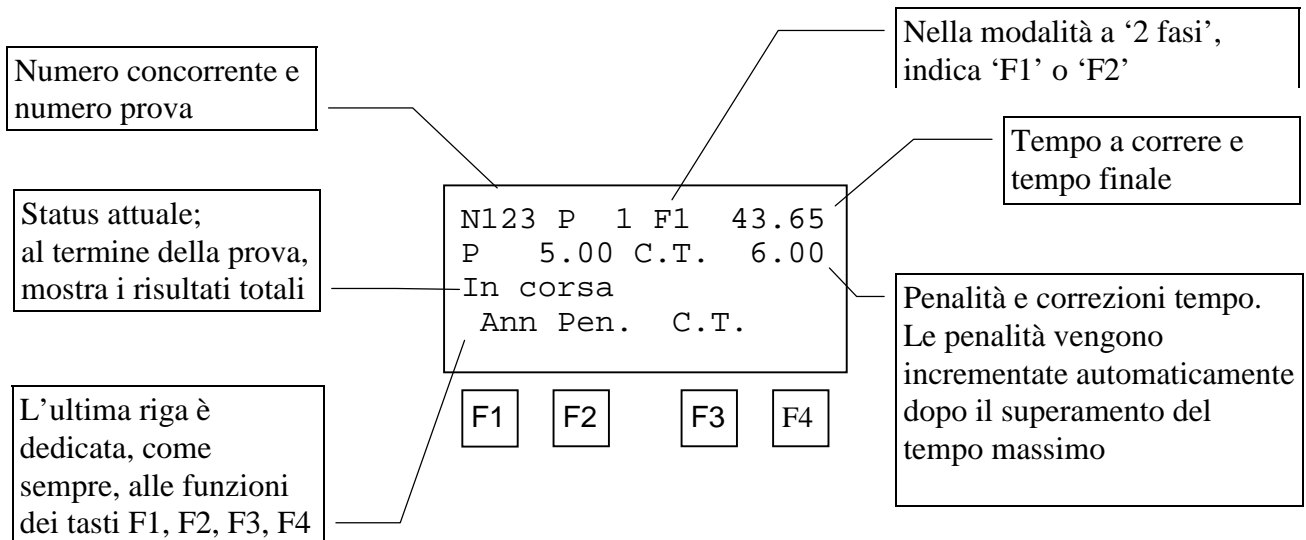 Nella modalità a ‘2 fasi’,
indica ‘F1’ o ‘F2’
Numero concorrente e
numero prova
Tempo a correre e
tempo finale
Status attuale;
al termine della prova,
mostra i risultati totali
N123 P  1 F1  43.65
P   5.00 C.T.  6.00
In corsa
Ann Pen.  C.T.
Penalità e correzioni tempo.
Le penalità vengono
incrementate automaticamente
dopo il superamento del
tempo massimo
L’ultima riga è
dedicata, come
sempre, alle funzioni
dei tasti F1, F2, F3, F4
F1 F2 F3 F4